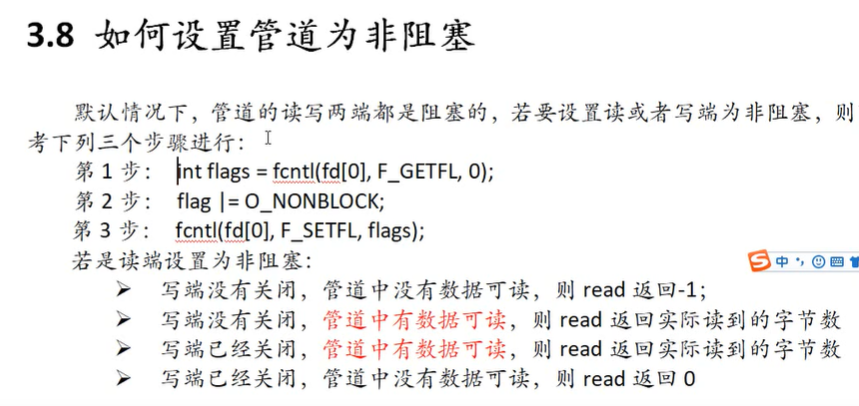 3.8 如何设置管道为非阻塞
默认情况下，管道的读写两端都是阻塞的，若要设置读或者写端为非阻塞，则
考下列三个步骤进行：
第1步： int flags = fcntl(fd[0], F_GETFL, 0);
第2步： flag |= O_NONBLOCK;
第3步： fcntl(fd[0], F_SETFL, flags);
若是读端设置为非阻塞：
中
➢ 写端没有关闭，管道中没有数据可读，则 read 返回-1；
➢ 写端没有关闭，管道中有数据可读，则 read 返回实际读到的字节数
➢ 写端已经关闭，管道中有数据可读，则 read 返回实际读到的字节数
➢ 写端已经关闭，管道中没有数据可读，则 read 返回 0